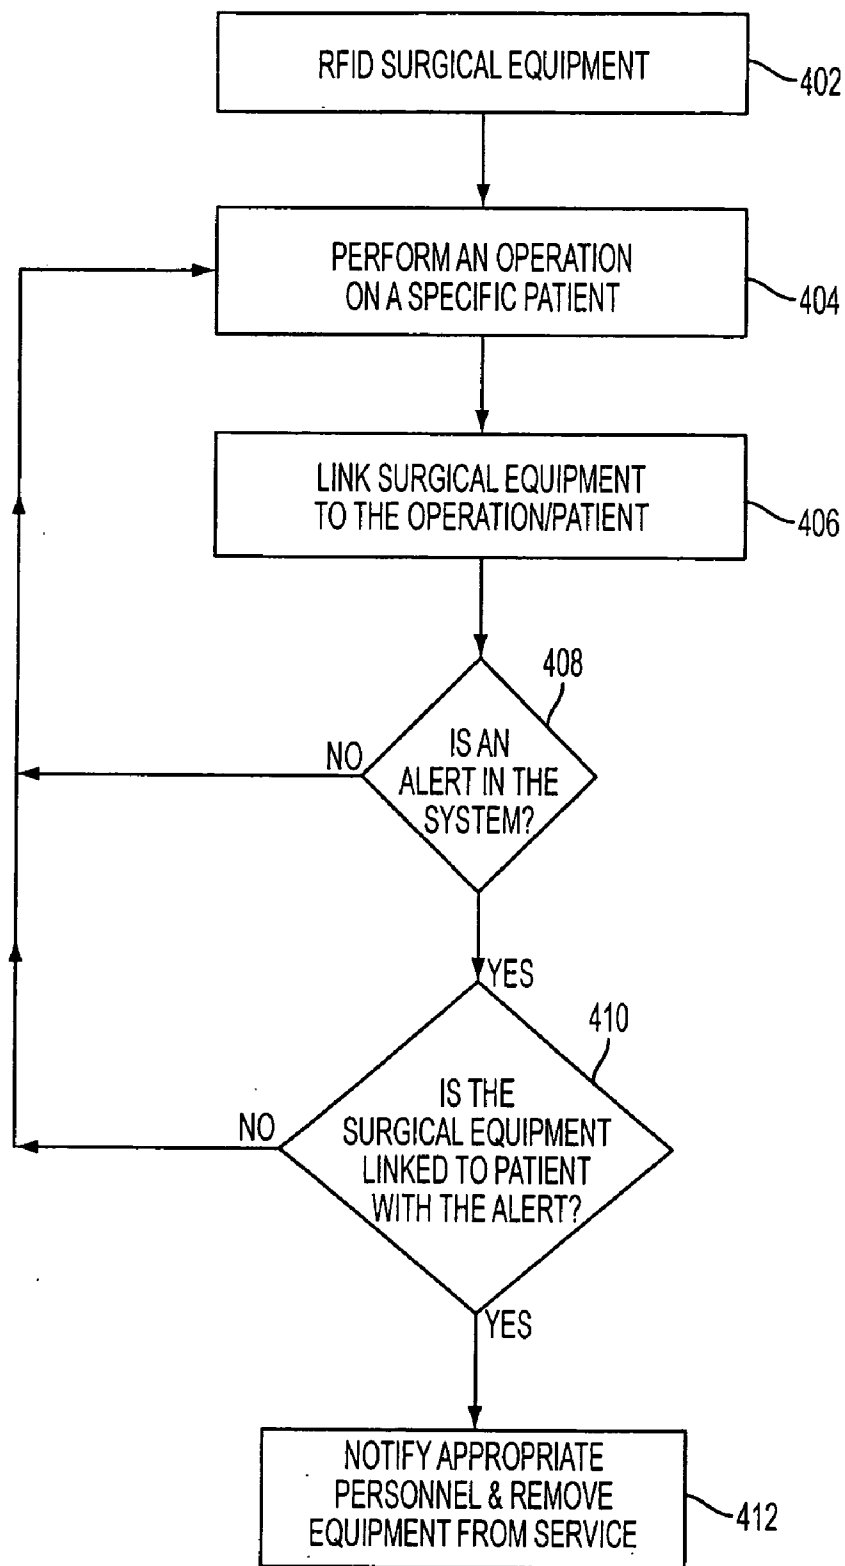 RFID SURGICAL EQUIPMENT
402
PERFORM AN OPERATION
ON A SPECIFIC PATIENT
404
LINK SURGICAL EQUIPMENT
TO THE OPERATION/PATIENT
406
408
IS AN
ALERT IN THE
SYSTEM?
NO
YES
410
IS THE
SURGICAL EQUIPMENT
LINKED TO PATIENT
WITH THE ALERT?
NO
YES
NOTIFY APPROPRIATE
PERSONNEL & REMOVE
EQUIPMENT FROM SERVICE
412